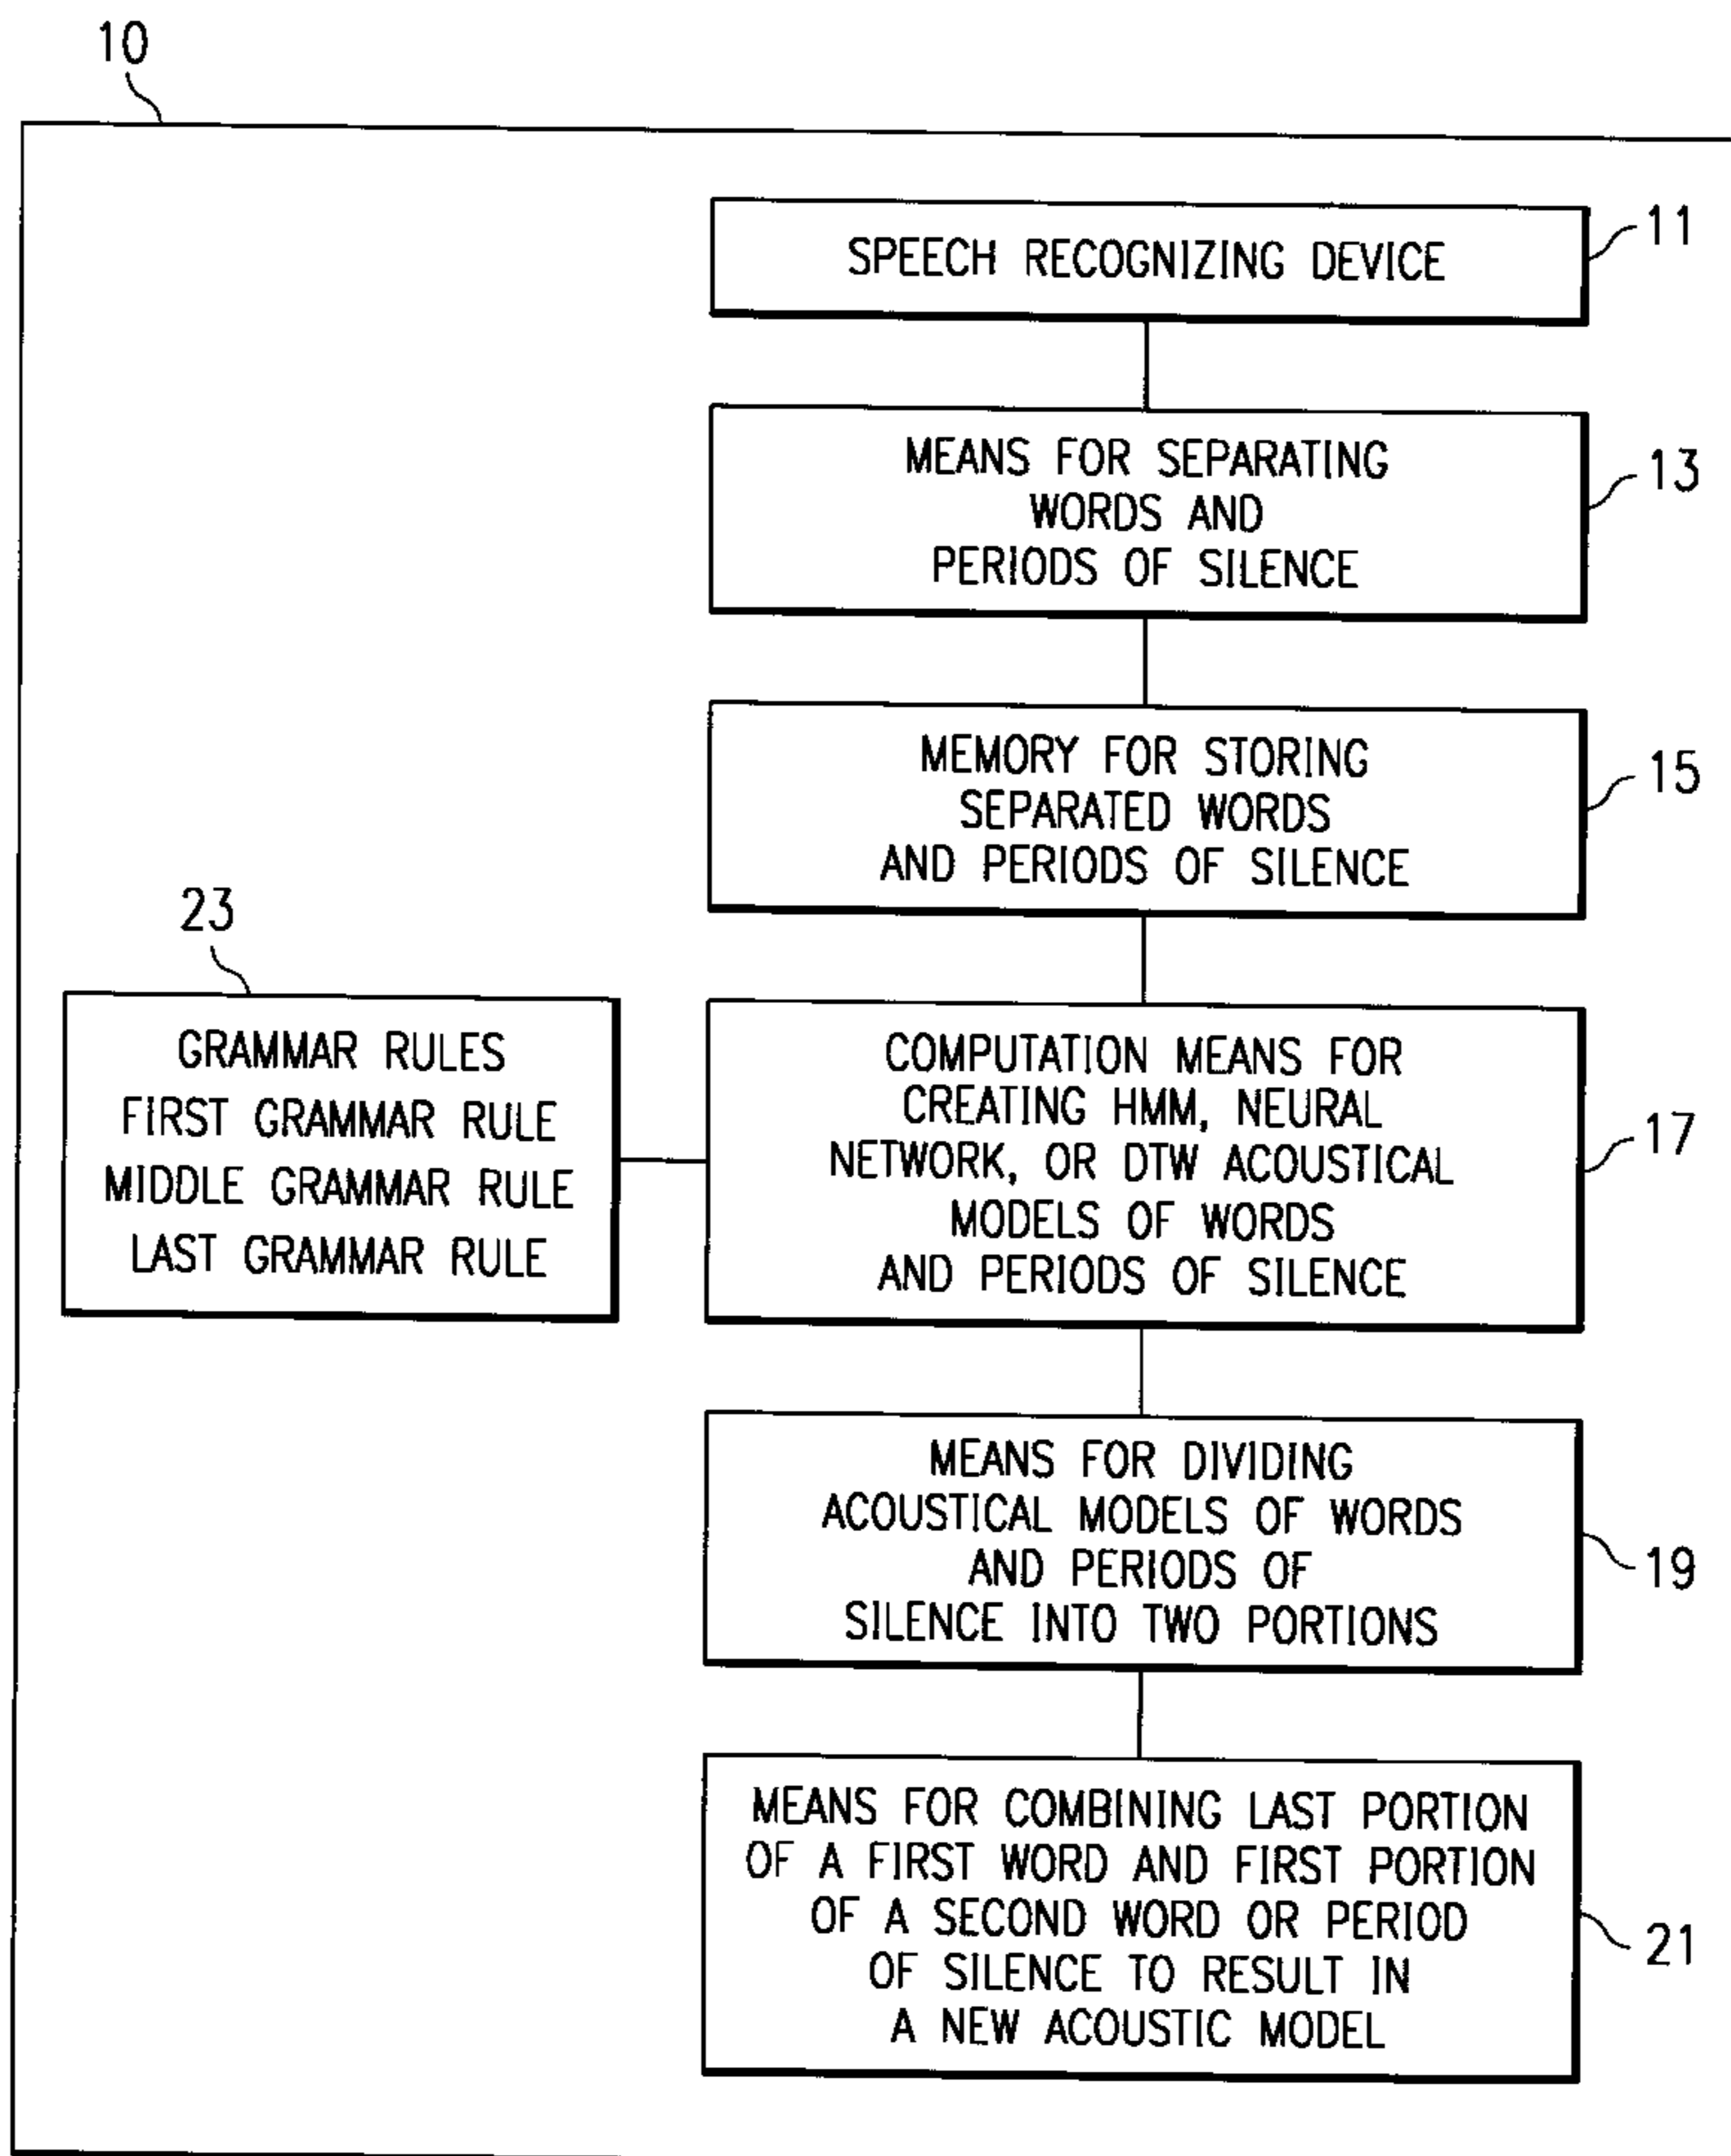 10
SPEECH RECOGNIZING DEVICE
11
MEANS FOR SEPARATING
WORDS AND
PERIODS OF SILENCE
13
MEMORY FOR STORING
SEPARATED WORDS
AND PERIODS OF SILENCE
15
23
GRAMMAR RULES
FIRST GRAMMAR RULE
MIDDLE GRAMMAR RULE
LAST GRAMMAR RULE
COMPUTATION MEANS FOR
CREATING HMM, NEURAL
NETWORK, OR DTW ACOUSTICAL
MODELS OF WORDS
AND PERIODS OF SILENCE
17
MEANS FOR DIVIDING
ACOUSTICAL MODELS OF WORDS
AND PERIODS OF
SILENCE INTO TWO PORTIONS
19
MEANS FOR COMBINING LAST PORTION
OF A FIRST WORD AND FIRST PORTION
OF A SECOND WORD OR PERIOD
OF SILENCE TO RESULT IN
A NEW ACOUSTIC MODEL
21